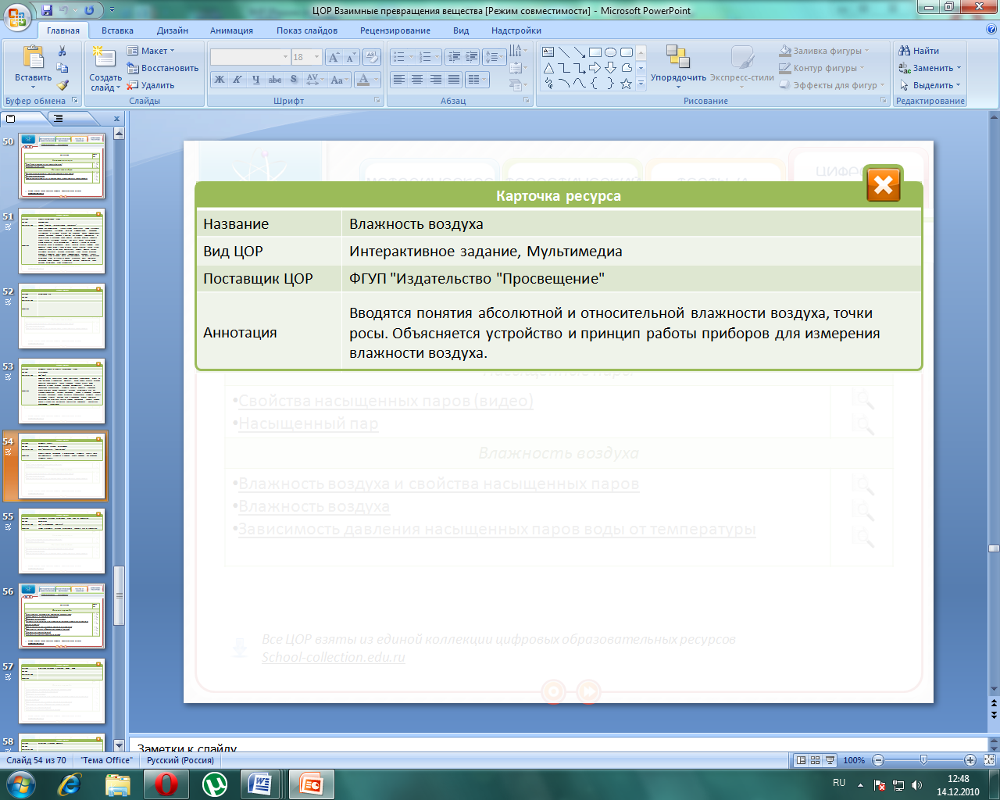 ЦОР Взаимные превращения вещества [Режим совместимости] - Microsoft PowerPoint
Главная Вставка Дизайн Анимация Показ слайдов Рецензирование Вид Надстройки
Вставить
Буфер обмена
Создать слайд
Макет
Восстановить
Удалить
Слайды
18
Ж К Ч abc S AV Aa A
Шрифт
Абзац
Упорядочить
Экспресс-стили
Заливка фигуры
Контур фигуры
Эффекты для фигур
Рисование
Найти
Заменить
Выделить
Редактирование
50
51
52
53
54
55
56
57
58
Карточка ресурса
Название Влажность воздуха
Вид ЦОР Интерактивное задание, Мультимедиа
Поставщик ЦОР ФГУП "Издательство "Просвещение"
Аннотация Вводятся понятия абсолютной и относительной влажности воздуха, точки
росы. Объясняется устройство и принцип работы приборов для измерения
влажности воздуха.
•Свойства насыщенных паров (видео)
•Насыщенный пар
Влажность воздуха
•Влажность воздуха и свойства насыщенных паров
•Влажность воздуха
•Зависимость давления насыщенных паров воды от температуры
Все ЦОР взяты из единой коллекции цифровых образовательных ресурсов
School-collection.edu.ru
Заметки к слайду
Слайд 54 из 70 "Тема Office" Русский (Россия) 100%
RU 12:48
14.12.2010